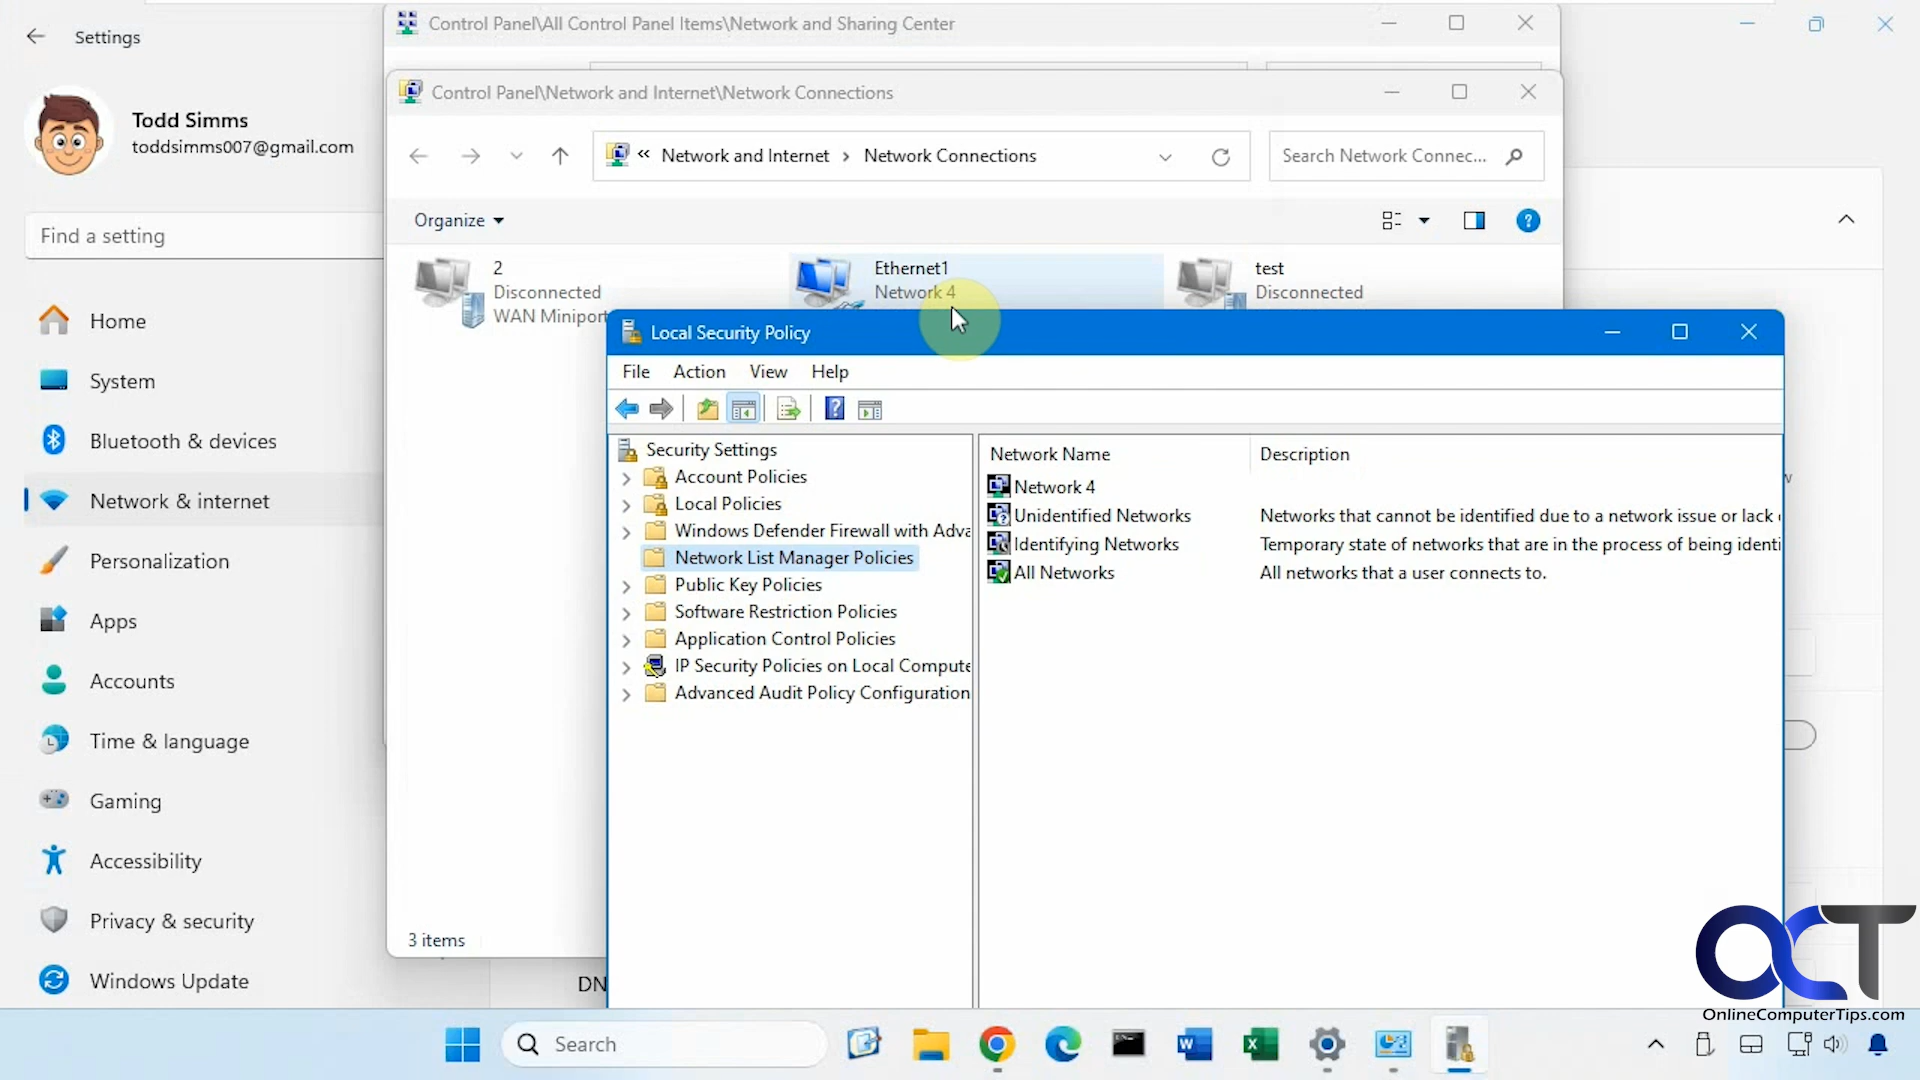 Settings
Control Panel\All Control Panel Items\Network and Sharing Center
Control Panel\Network and Internet\Network Connections
Todd Simms
toddsimms007@gmail.com
Find a setting
Home
System
Bluetooth & devices
Network & internet
Personalization
Apps
Accounts
Time & language
Gaming
Accessibility
Privacy & security
Windows Update
« Network and Internet › Network Connections
Search Network Connec...
Organize
2
Disconnected
WAN Miniport
Ethernet1
Network 4
test
Disconnected
3 items
DN
Local Security Policy
File Action View Help
Security Settings
Account Policies
Local Policies
Windows Defender Firewall with Adva
Network List Manager Policies
Public Key Policies
Software Restriction Policies
Application Control Policies
IP Security Policies on Local Compute
Advanced Audit Policy Configuration
Network Name Description
Network 4
Unidentified Networks Networks that cannot be identified due to a network issue or lack
Identifying Networks Temporary state of networks that are in the process of being identi
All Networks All networks that a user connects to.
Search
OCT
OnlineComputerTips.com